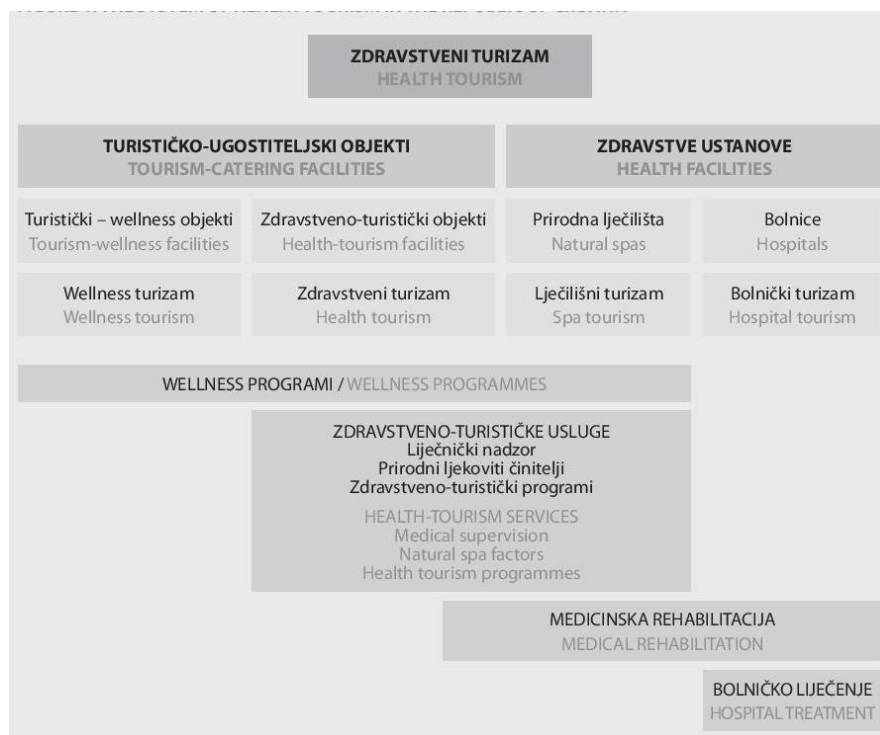 ZDRAVSTVENI TURIZAM
HEALTH TOURISM
TURISTIČKO-UGOSTITELJSKI OBJEKTI
TOURISM-CATERING FACILITIES
ZDRAVSTVE USTANOVE
HEALTH FACILITIES
Turistički – wellness objekti
Tourism-wellness facilities
Zdravstveno-turistički objekti
Health-tourism facilities
Prirodna lječilišta
Natural spas
Bolnice
Hospitals
Wellness turizam
Wellness tourism
Zdravstveni turizam
Health tourism
Lječilišni turizam
Spa tourism
Bolnički turizam
Hospital tourism
WELLNESS PROGRAMI / WELLNESS PROGRAMMES
ZDRAVSTVENO-TURISTIČKE USLUGE
Liječnički nadzor
Prirodni ljekoviti činitelji
Zdravstveno-turistički programi
HEALTH-TOURISM SERVICES
Medical supervision
Natural spa factors
Health tourism programmes
MEDICINSKA REHABILITACIJA
MEDICAL REHABILITATION
BOLNIČKO LIJEČENJE
HOSPITAL TREATMENT